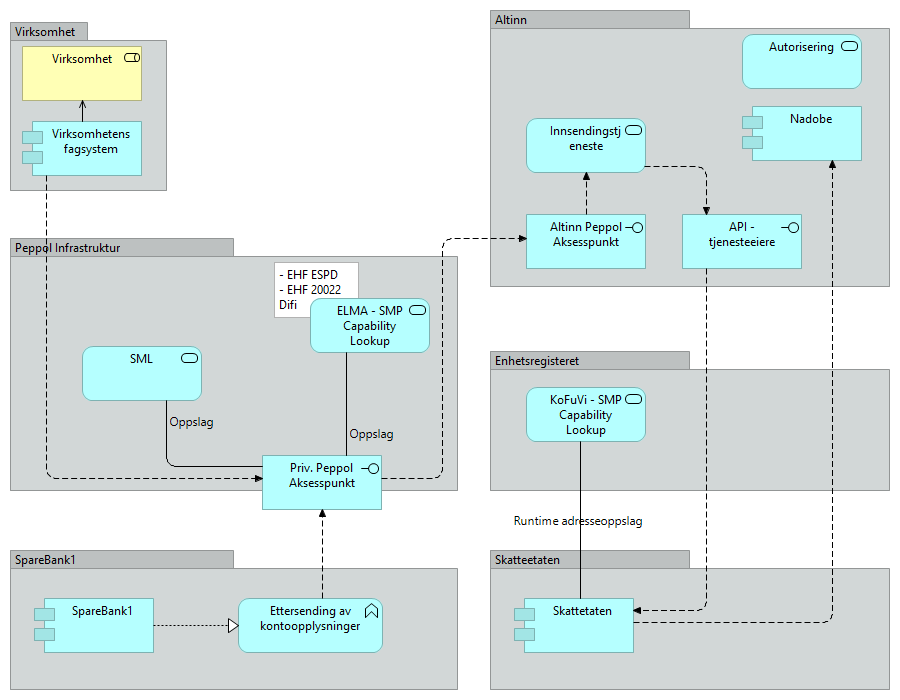 Virksomhet
Virksomhet
Virksomhetens
fagsystem
Altinn
Autorisering
Nadobe
Innsendingstj
eneste
Altinn Peppol
Aksesspunkt
API -
tjenesteeiere
Peppol Infrastruktur
- EHF ESPD
- EHF 20022
Difi
ELMA - SMP
Capability
Lookup
SML
Oppslag
Oppslag
Priv. Peppol
Aksesspunkt
Enhetsregisteret
KoFuVi - SMP
Capability
Lookup
Runtime adresseoppslag
SpareBank1
SpareBank1
Ettersending av
kontoopplysninger
Skatteetaten
Skattetaten